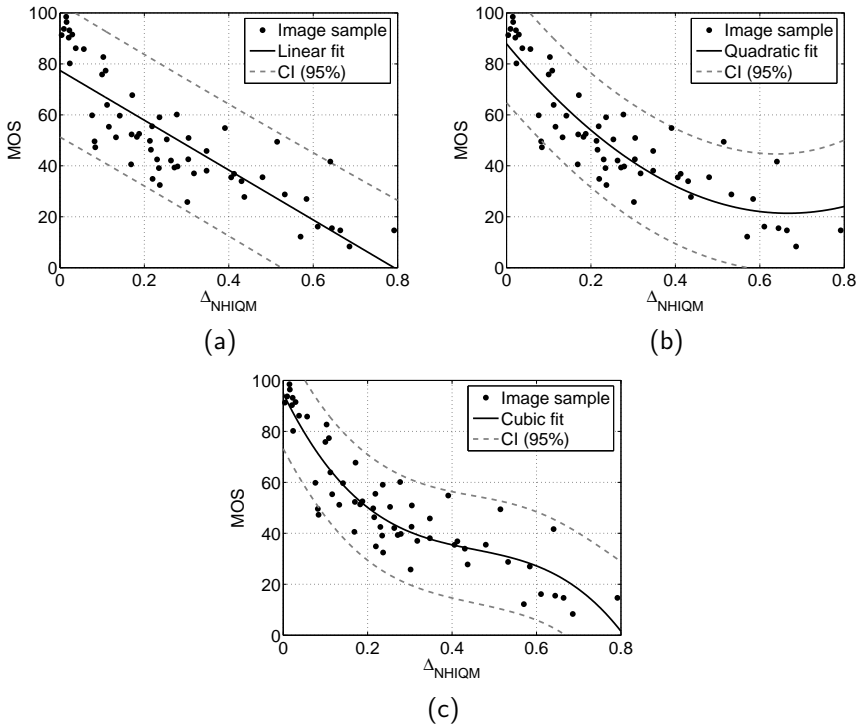 100
80
60
40
20
0
MOS
Image sample
Linear fit
CI (95%)
0 0.2 0.4 0.6 0.8
Δ_NHIQM
(a)
100
80
60
40
20
0
MOS
Image sample
Quadratic fit
CI (95%)
0 0.2 0.4 0.6 0.8
Δ_NHIQM
(b)
100
80
60
40
20
0
MOS
Image sample
Cubic fit
CI (95%)
0 0.2 0.4 0.6 0.8
Δ_NHIQM
(c)